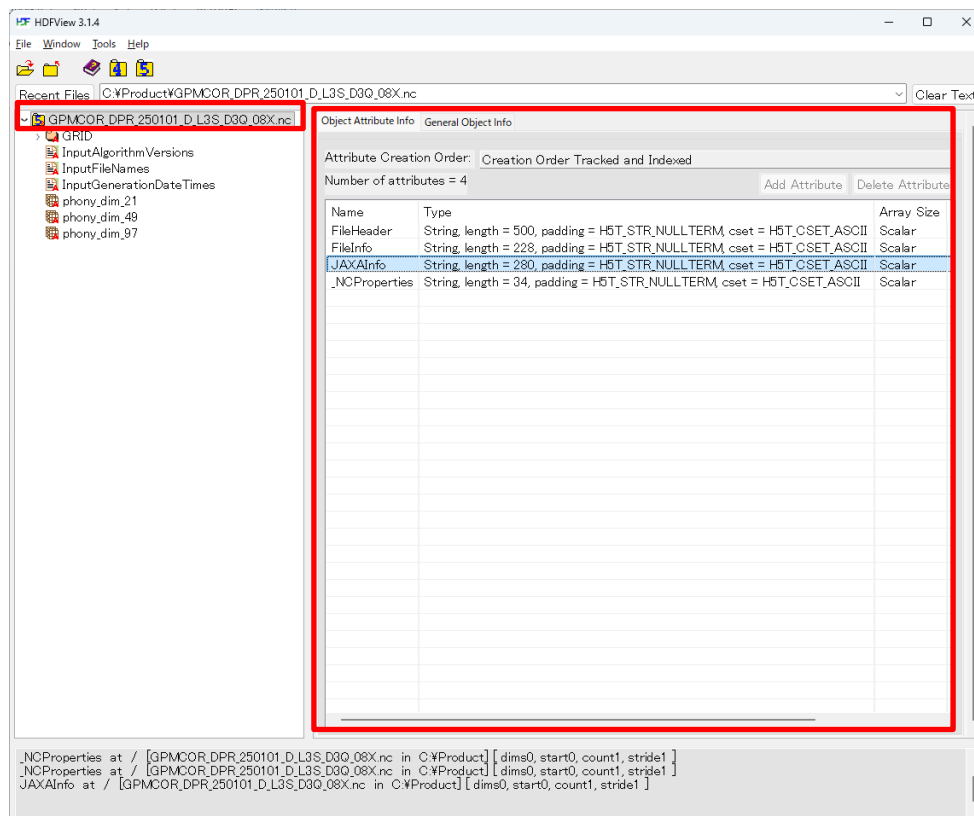 HDFView 3.1.4
File Window Tools Help
Recent Files C:¥Product¥GPMCOR_DPR_250101_D_L3S_D3Q_08X.nc Clear Text
GPMCOR_DPR_250101_D_L3S_D3Q_08X.nc
GRID
InputAlgorithmVersions
InputFileNames
InputGenerationDateTimes
phony_dim_21
phony_dim_49
phony_dim_97
Object Attribute Info General Object Info
Attribute Creation Order: Creation Order Tracked and Indexed
Number of attributes = 4 Add Attribute Delete Attribute
Name Type Array Size
FileHeader String, length = 500, padding = H5T_STR_NULLTERM, cset = H5T_CSET_ASCII Scalar
FileInfo String, length = 228, padding = H5T_STR_NULLTERM, cset = H5T_CSET_ASCII Scalar
JAXAInfo String, length = 280, padding = H5T_STR_NULLTERM, cset = H5T_CSET_ASCII Scalar
_NCProperties String, length = 34, padding = H5T_STR_NULLTERM, cset = H5T_CSET_ASCII Scalar
_NCProperties at / [GPMCOR_DPR_250101_D_L3S_D3Q_08X.nc in C:¥Product] [ dims0, start0, count1, stride1 ]
_NCProperties at / [GPMCOR_DPR_250101_D_L3S_D3Q_08X.nc in C:¥Product] [ dims0, start0, count1, stride1 ]
JAXAInfo at / [GPMCOR_DPR_250101_D_L3S_D3Q_08X.nc in C:¥Product] [ dims0, start0, count1, stride1 ]